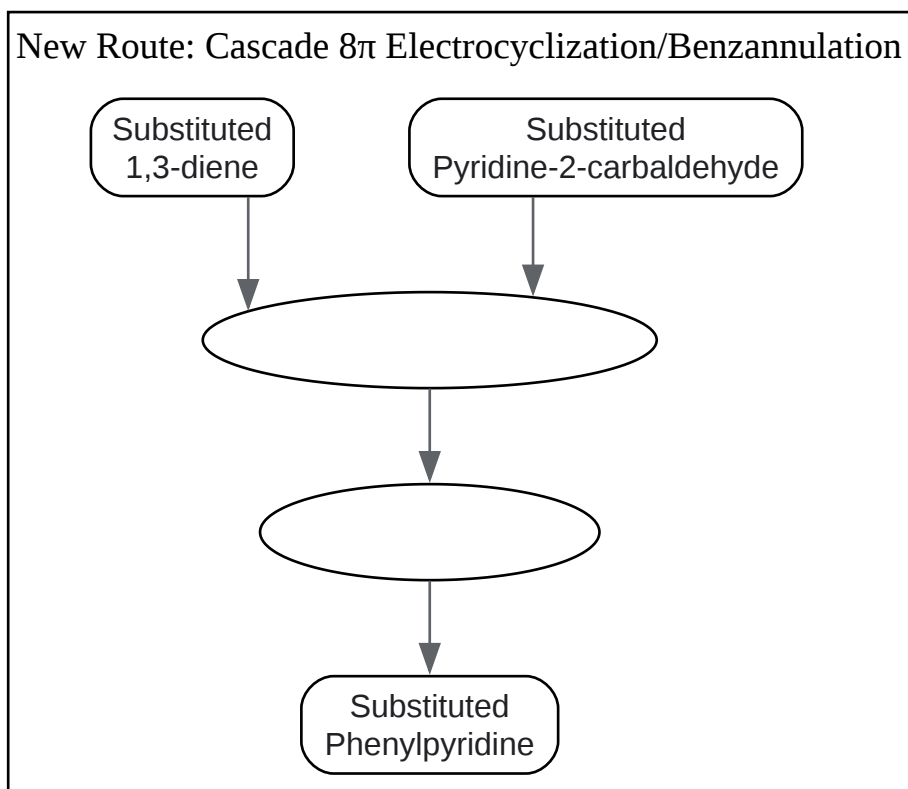 New Route: Cascade 8π Electrocyclization/Benzannulation
Substituted
1,3-diene
Substituted
Pyridine-2-carbaldehyde
Substituted
Phenylpyridine